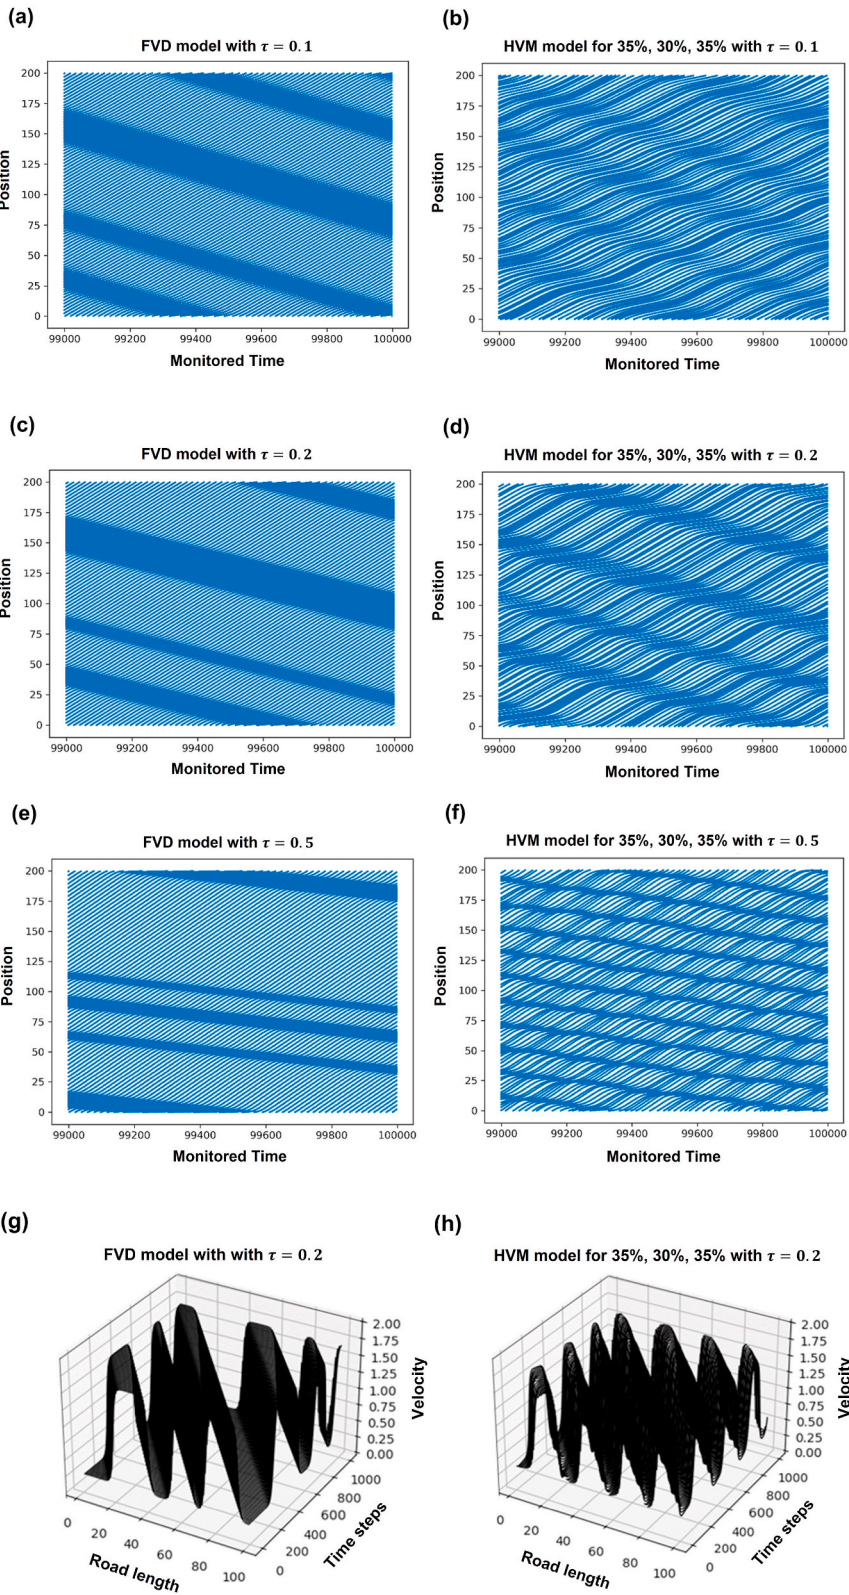 (a)
FVD model with τ = 0.1
200
175
150
125
100
75
50
25
0
Position
99000 99200 99400 99600 99800 100000
Monitored Time
(b)
HVM model for 35%, 30%, 35% with τ = 0.1
200
175
150
125
100
75
50
25
0
Position
99000 99200 99400 99600 99800 100000
Monitored Time
(c)
FVD model with τ = 0.2
200
175
150
125
100
75
50
25
0
Position
99000 99200 99400 99600 99800 100000
Monitored Time
(d)
HVM model for 35%, 30%, 35% with τ = 0.2
200
175
150
125
100
75
50
25
0
Position
99000 99200 99400 99600 99800 100000
Monitored Time
(e)
FVD model with τ = 0.5
200
175
150
125
100
75
50
25
0
Position
99000 99200 99400 99600 99800 100000
Monitored Time
(f)
HVM model for 35%, 30%, 35% with τ = 0.5
200
175
150
125
100
75
50
25
0
Position
99000 99200 99400 99600 99800 100000
Monitored Time
(g)
FVD model with with τ = 0.2
2.00
1.75
1.50
1.25
1.00
0.75
0.50
0.25
0.00
Velocity
1000
800
600
400
200
0
Time steps
0 20 40 60 80 100
Road length
(h)
HVM model for 35%, 30%, 35% with τ = 0.2
2.00
1.75
1.50
1.25
1.00
0.75
0.50
0.25
0.00
Velocity
1000
800
600
400
200
0
Time steps
0 20 40 60 80 100
Road length